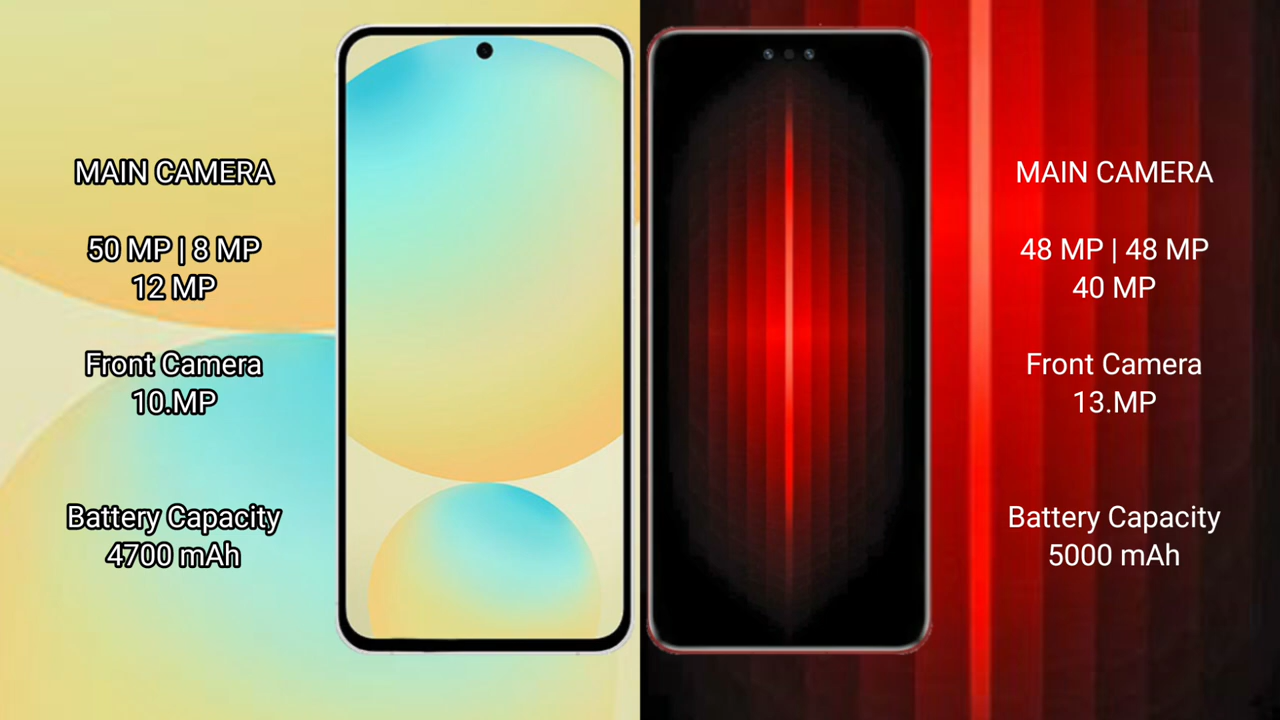 MAIN CAMERA
50 MP | 8 MP
12 MP
Front Camera
10.MP
Battery Capacity
4700 mAh
MAIN CAMERA
48 MP | 48 MP
40 MP
Front Camera
13.MP
Battery Capacity
5000 mAh